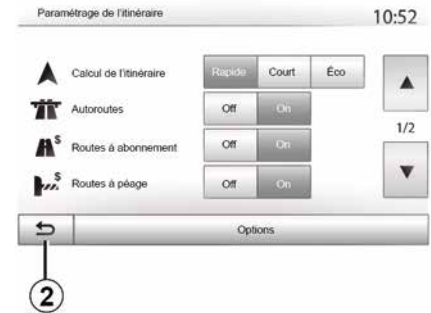 Paramétrage de l'itinéraire 10:52
Calcul de l'itinéraire Rapide Court Éco
Autoroutes Off On
1/2
Routes à abonnement Off On
Routes à péage Off On
Options
2